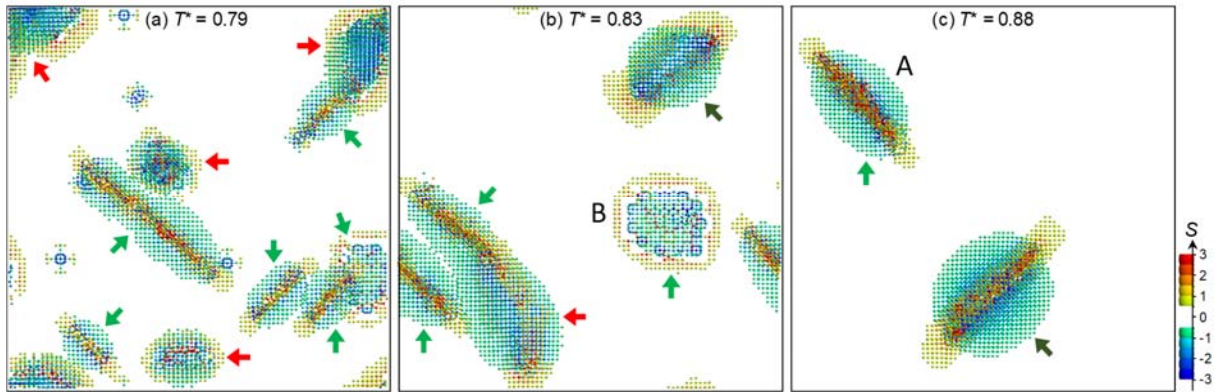 (a) T* = 0.79
(b) T* = 0.83
(c) T* = 0.88
A
B
S
3
2
1
0
-1
-2
-3